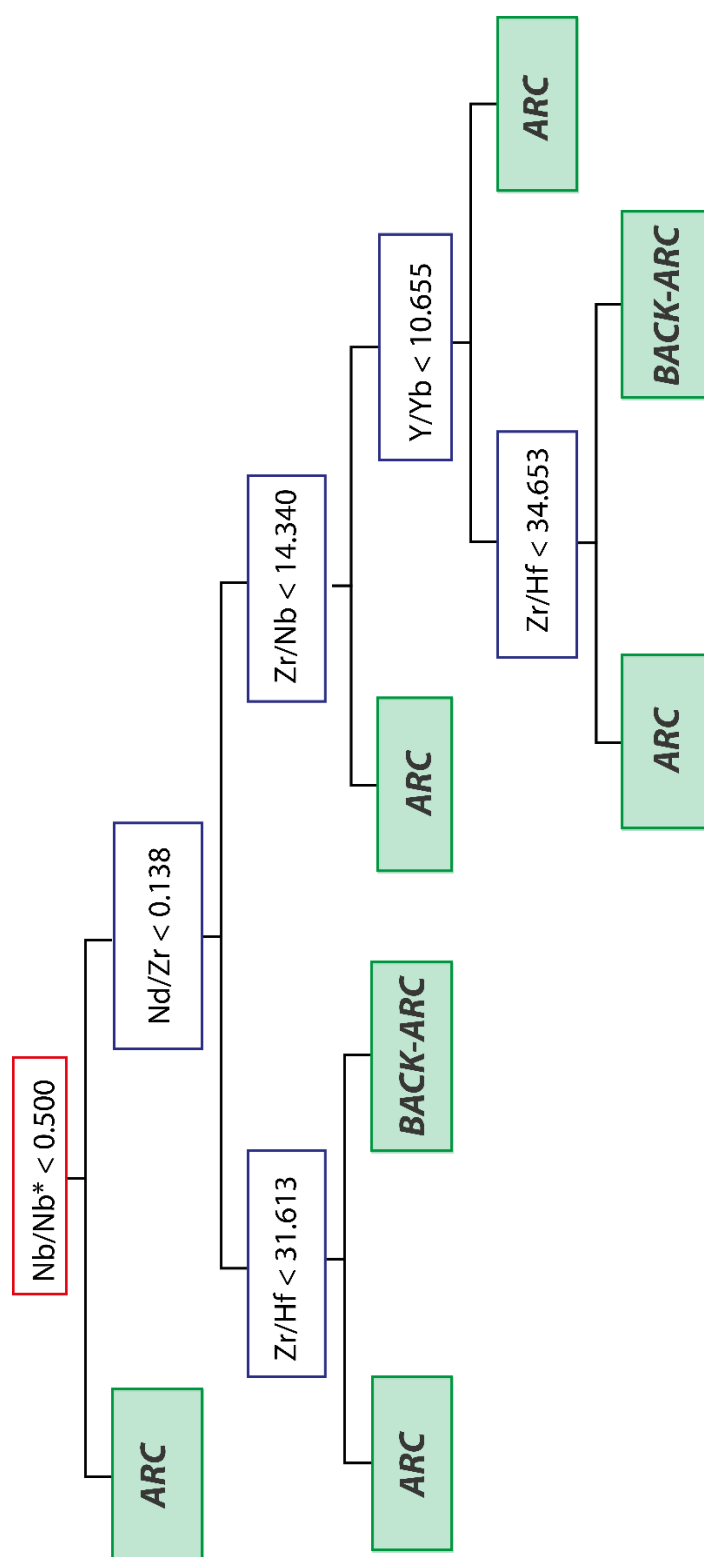 Nb/Nb* < 0.500
ARC
Nd/Zr < 0.138
Zr/Hf < 31.613
Zr/Nb < 14.340
ARC
BACK-ARC
ARC
Y/Yb < 10.655
Zr/Hf < 34.653
ARC
ARC
BACK-ARC